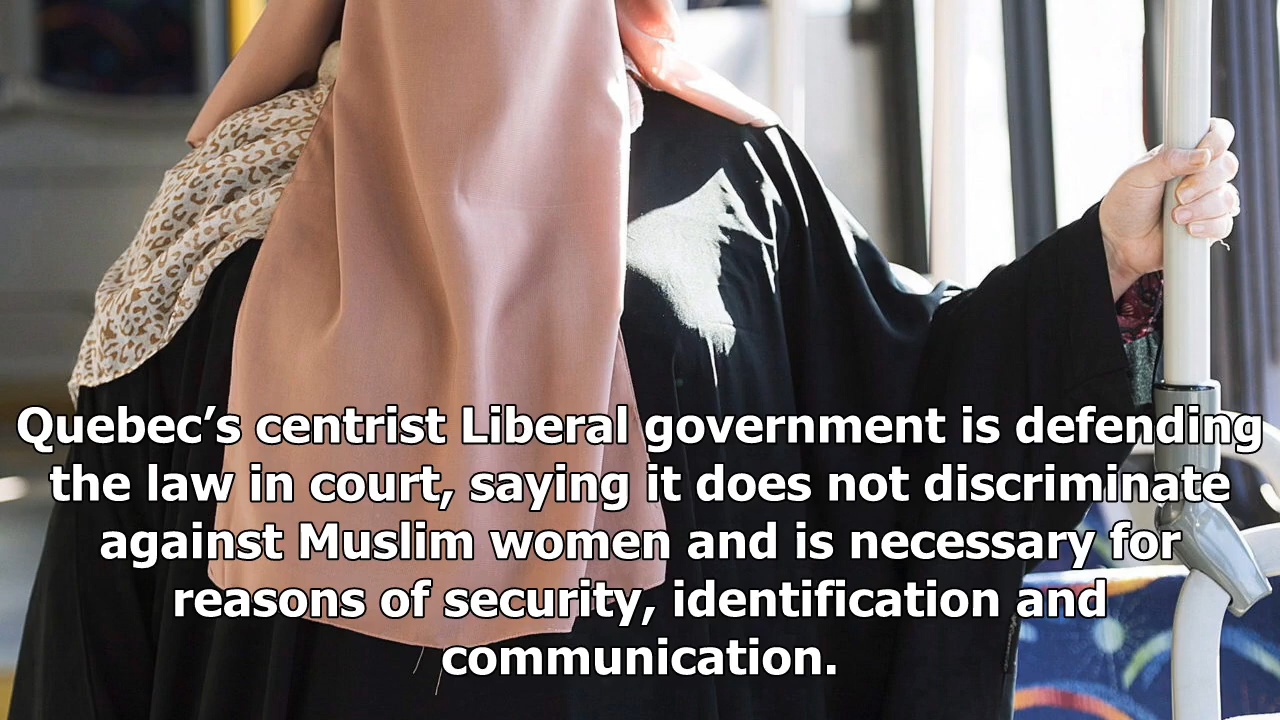 Quebec’s centrist Liberal government is defending
the law in court, saying it does not discriminate
against Muslim women and is necessary for
reasons of security, identification and
communication.